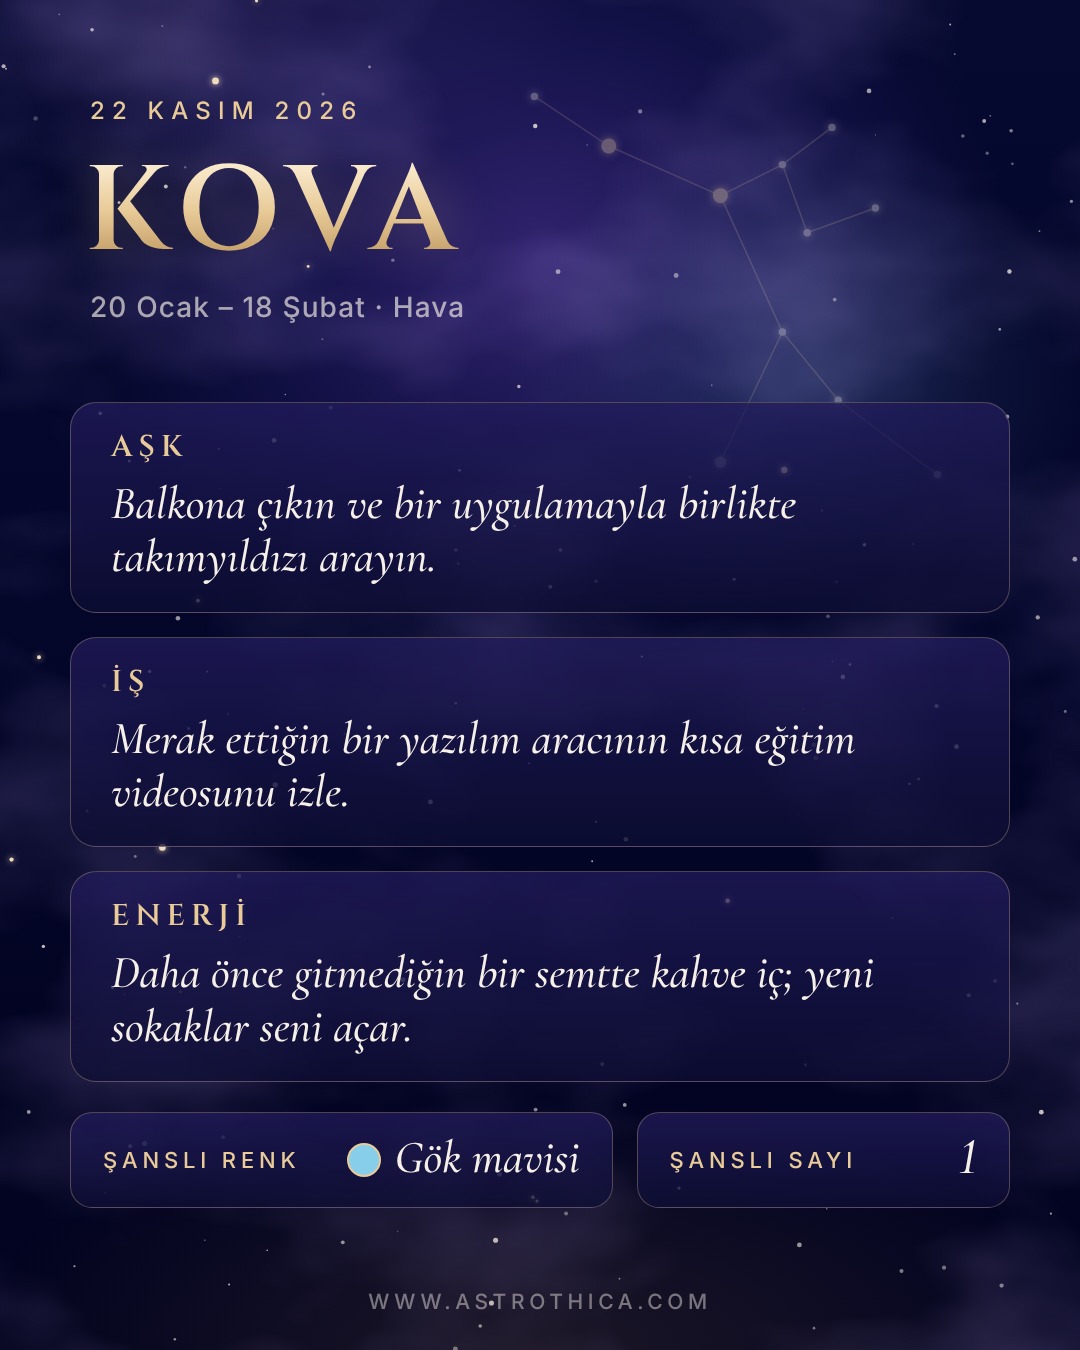 22 KASIM 2026
KOVA
20 Ocak – 18 Şubat · Hava
AŞK
Balkona çıkın ve bir uygulamayla birlikte
takımyıldızı arayın.
İŞ
Merak ettiğin bir yazılım aracının kısa eğitim
videosunu izle.
ENERJİ
Daha önce gitmediğin bir semtte kahve iç; yeni
sokaklar seni açar.
ŞANSLI RENK
Gök mavisi
ŞANSLI SAYI
1
WWW.ASTROTHICA.COM